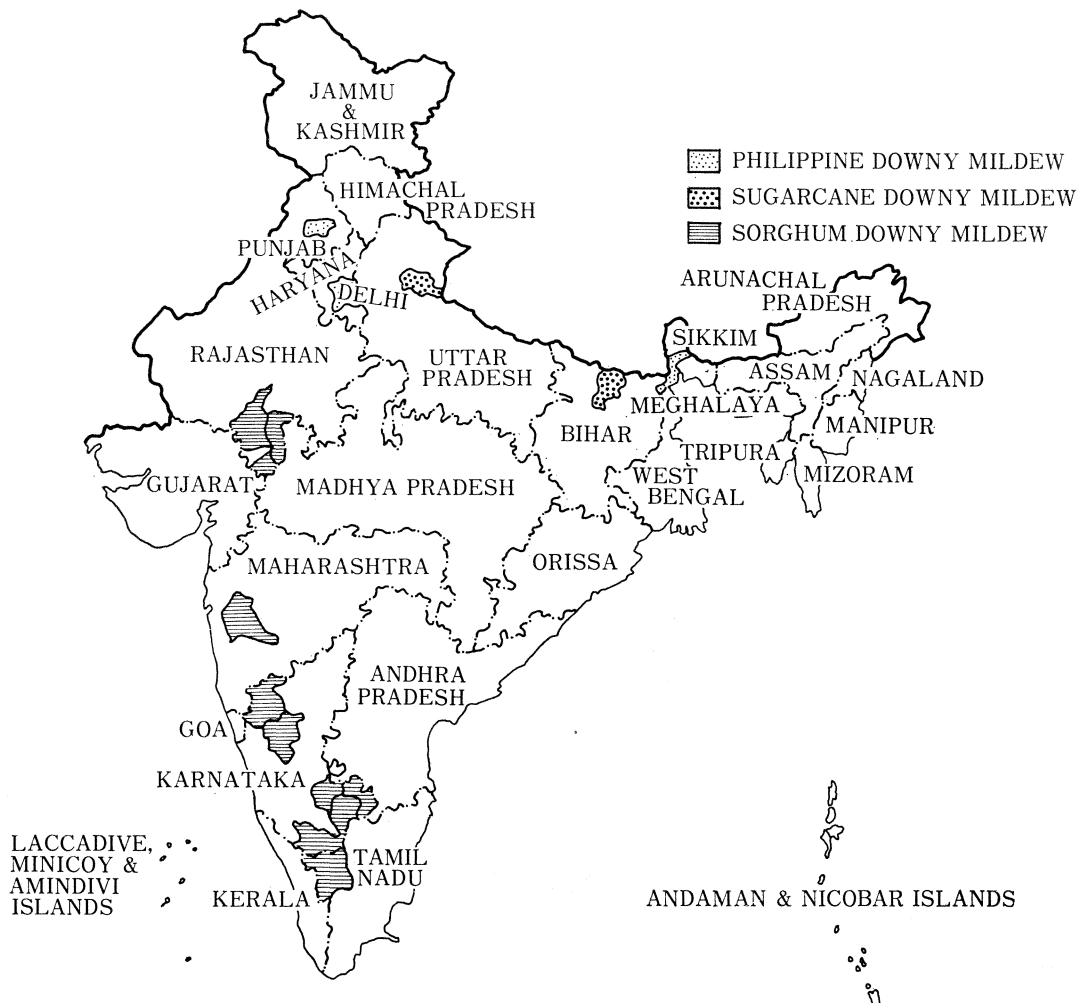 JAMMU
&
KASHMIR
HIMACHAL
PRADESH
PUNJAB
HARYANA
DELHI
RAJASTHAN
UTTAR
PRADESH
PHILIPPINE DOWNY MILDEW
SUGARCANE DOWNY MILDEW
SORGHUM DOWNY MILDEW
ARUNACHAL
PRADESH
SIKKIM
ASSAM
NAGALAND
MEGHALAYA
MANIPUR
BIHAR
TRIPURA
MIZORAM
WEST
BENGAL
GUJARAT
MADHYA PRADESH
MAHARASHTRA
ORISSA
ANDHRA
PRADESH
GOA
KARNATAKA
LACCADIVE,
MINICOY &
AMINDIVI
ISLANDS
KERALA
TAMIL
NADU
ANDAMAN & NICOBAR ISLANDS